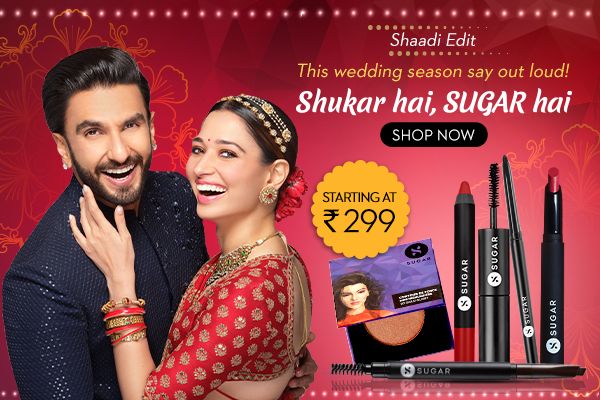 Shaadi Edit
This wedding season say out loud!
Shukar hai, SUGAR hai
SHOP NOW
STARTING AT
₹ 299
SUGAR
SUGAR
SUGAR
SUGAR
SUGAR
SUGAR